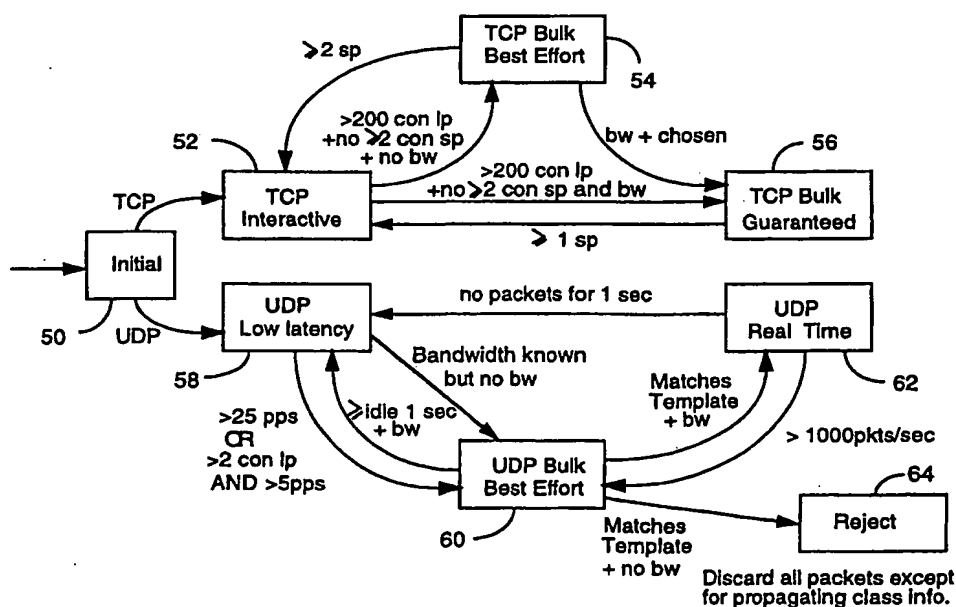 TCP Bulk
Best Effort
54
⩾2 sp
>200 con lp
+no ⩾2 con sp
+ no bw
bw + chosen
52
56
>200 con lp
+no ⩾2 con sp and bw
TCP
TCP
Interactive
TCP Bulk
Guaranteed
⩾ 1 sp
Initial
50
UDP
no packets for 1 sec
UDP
Low latency
58
UDP
Real Time
62
Bandwidth known
but no bw
Matches
Template
+ bw
⩾idle 1 sec
+ bw
>25 pps
OR
>2 con lp
AND >5pps
> 1000pkts/sec
UDP Bulk
Best Effort
60
64
Reject
Matches
Template
+ no bw
Discard all packets except
for propagating class info.